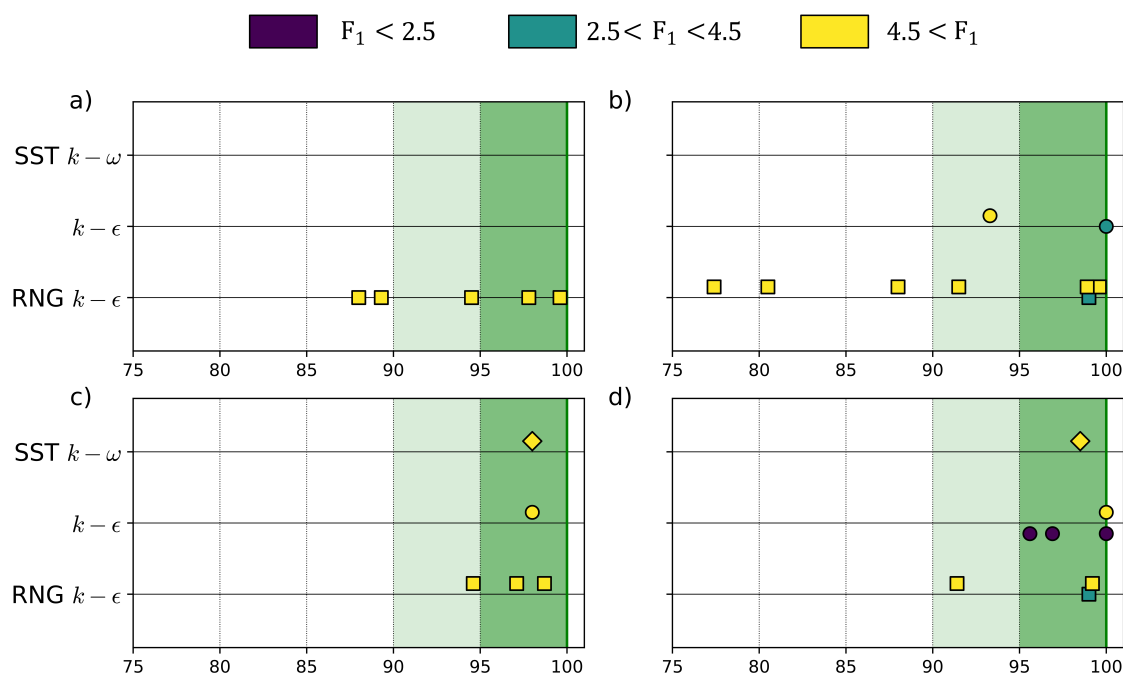 F₁ < 2.5 2.5< F₁ <4.5 4.5 < F₁
a) b)
SST k − ω
k − ϵ
RNG k − ϵ
75 80 85 90 95 100 75 80 85 90 95 100
c) d)
SST k − ω
k − ϵ
RNG k − ϵ
75 80 85 90 95 100 75 80 85 90 95 100